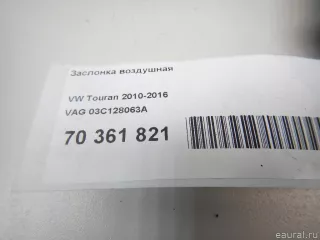 Заслонка воздушная
VW Touran 2010-2016
VAG 03C128063A
70 361 821
eaural.ru